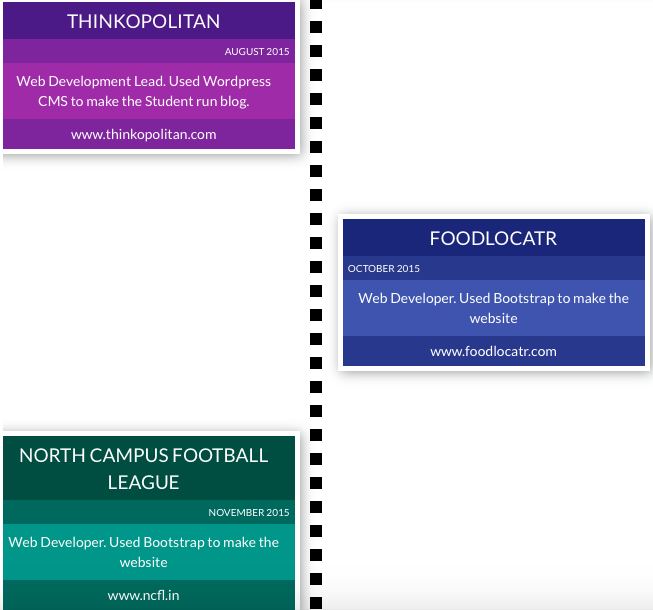 THINKOPOLITAN
AUGUST 2015
Web Development Lead. Used Wordpress
CMS to make the Student run blog.
www.thinkopolitan.com
FOODLOCATR
OCTOBER 2015
Web Developer. Used Bootstrap to make the
website
www.foodlocatr.com
NORTH CAMPUS FOOTBALL
LEAGUE
NOVEMBER 2015
Web Developer. Used Bootstrap to make the
website
www.ncfl.in